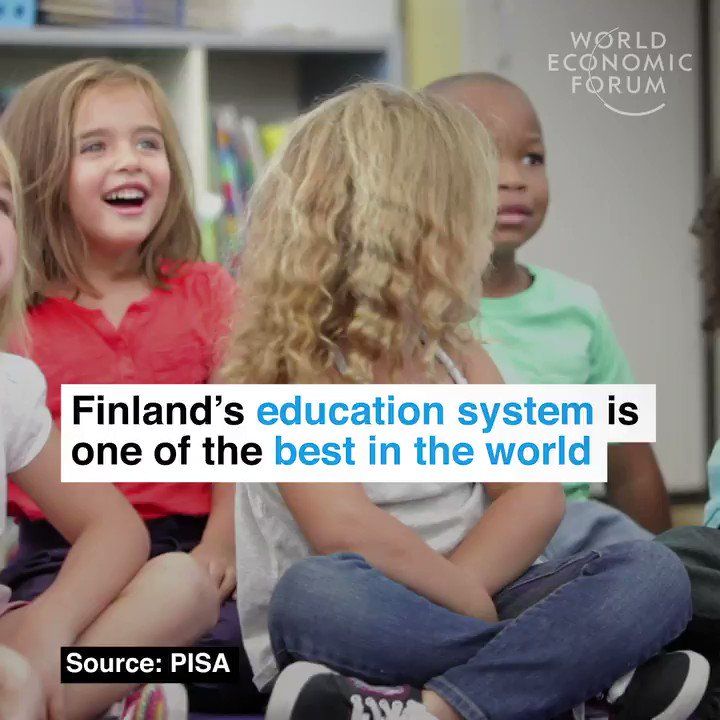 WORLD
ECONOMIC
FORUM
Finland's education system is
one of the best in the world
Source: PISA